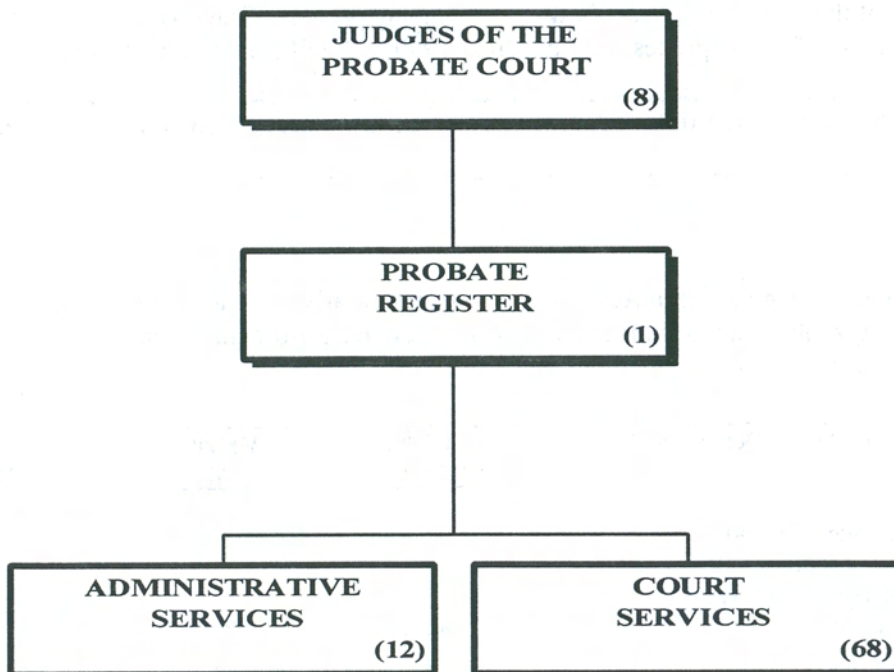 JUDGES OF THE
PROBATE COURT
(8)
PROBATE
REGISTER
(1)
ADMINISTRATIVE
SERVICES
(12)
COURT
SERVICES
(68)